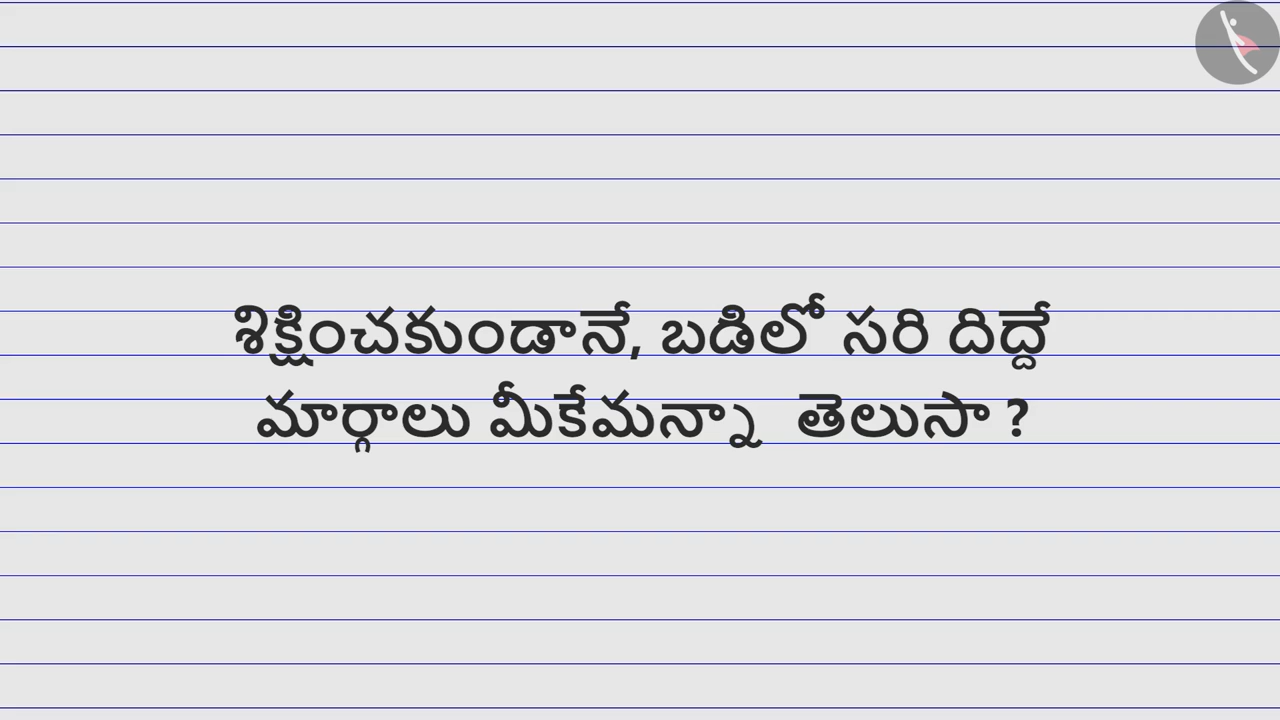 శిక్షించకుండానే, బడిలో సరి దిద్దే
మార్గాలు మీకేమన్నా తెలుసా ?